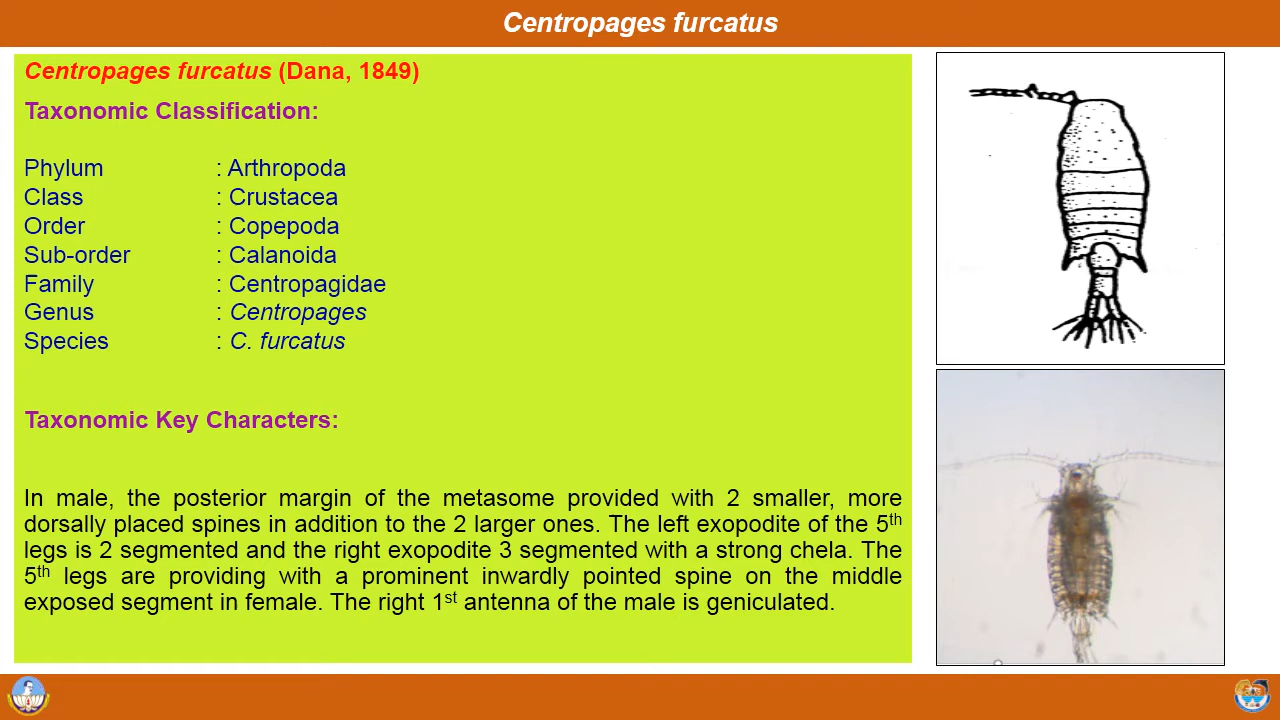 Centropages furcatus
Centropages furcatus (Dana, 1849)
Taxonomic Classification:
Phylum : Arthropoda
Class : Crustacea
Order : Copepoda
Sub-order : Calanoida
Family : Centropagidae
Genus : Centropages
Species : C. furcatus
Taxonomic Key Characters:
In male, the posterior margin of the metasome provided with 2 smaller, more
dorsally placed spines in addition to the 2 larger ones. The left exopodite of the 5th
legs is 2 segmented and the right exopodite 3 segmented with a strong chela. The
5th legs are providing with a prominent inwardly pointed spine on the middle
exposed segment in female. The right 1st antenna of the male is geniculated.